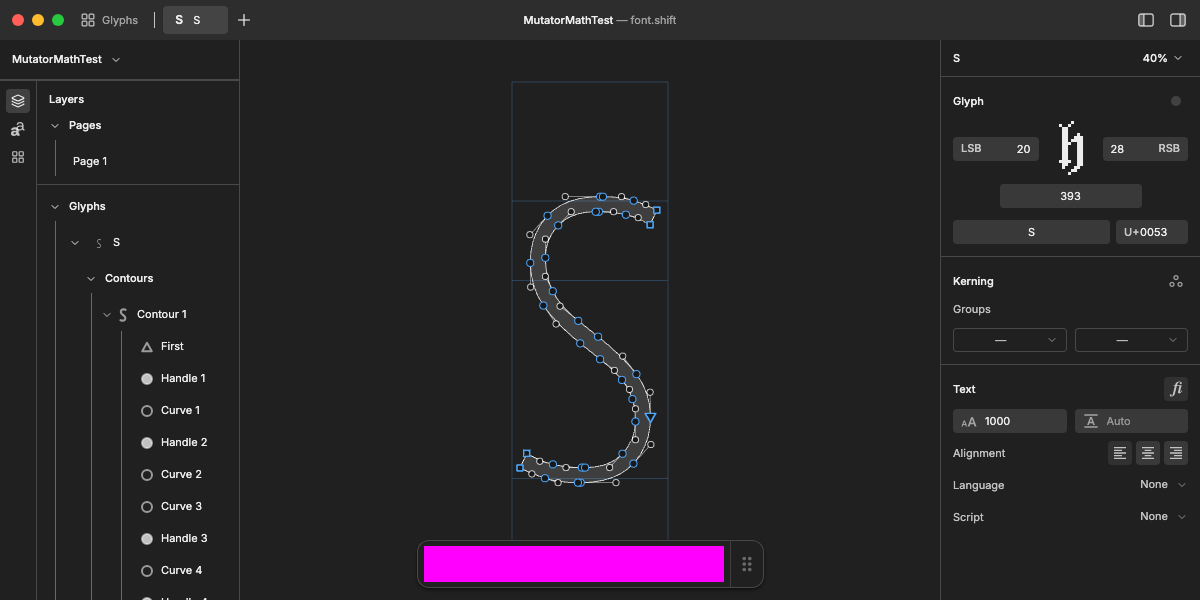 Glyphs
S S
MutatorMathTest — font.shift
MutatorMathTest
Layers
Pages
Page 1
Glyphs
S S
Contours
Contour 1
First
Handle 1
Curve 1
Handle 2
Curve 2
Curve 3
Handle 3
Curve 4
S
40%
Glyph
LSB 20
28 RSB
393
S
U+0053
Kerning
Groups
—
—
Text
fi
AA 1000
A Auto
Alignment
Language None
Script None